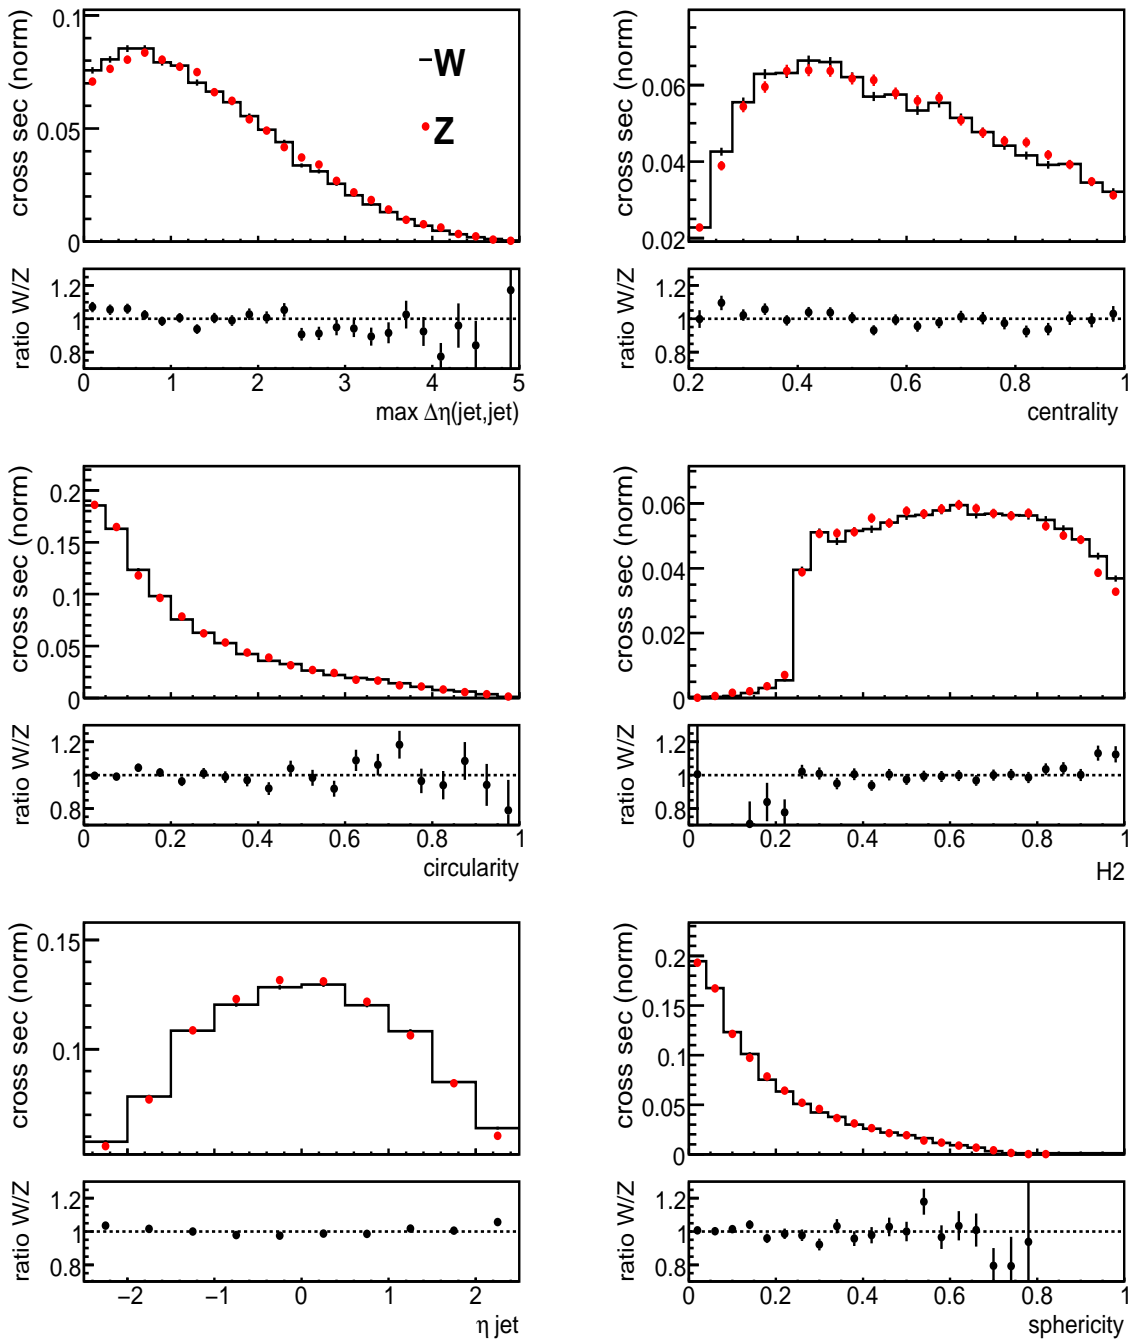 cross sec (norm)
0.1
0.05
0
W
Z
ratio W/Z
1.2
1
0.8
0 1 2 3 4 5
max Δη(jet,jet)
cross sec (norm)
0.06
0.04
0.02
ratio W/Z
1.2
1
0.8
0.2 0.4 0.6 0.8 1
centrality
cross sec (norm)
0.2
0.15
0.1
0.05
0
ratio W/Z
1.2
1
0.8
0 0.2 0.4 0.6 0.8 1
circularity
cross sec (norm)
0.06
0.04
0.02
0
ratio W/Z
1.2
1
0.8
0 0.2 0.4 0.6 0.8 1
H2
cross sec (norm)
0.15
0.1
ratio W/Z
1.2
1
0.8
−2 −1 0 1 2
η jet
cross sec (norm)
0.2
0.15
0.1
0.05
0
ratio W/Z
1.2
1
0.8
0 0.2 0.4 0.6 0.8 1
sphericity